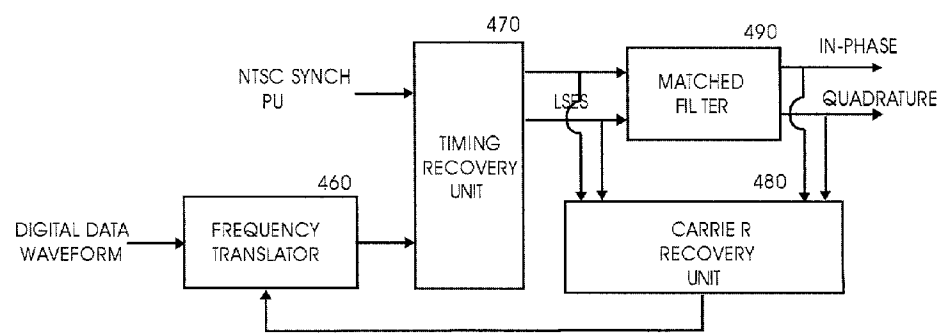 470
490
IN-PHASE
NTSC SYNCH
PU
LSES
MATCHED
FILTER
QUADRATURE
TIMING
RECOVERY
UNIT
460
480
DIGITAL DATA
WAVEFORM
FREQUENCY
TRANSLATOR
CARRIE R
RECOVERY
UNIT